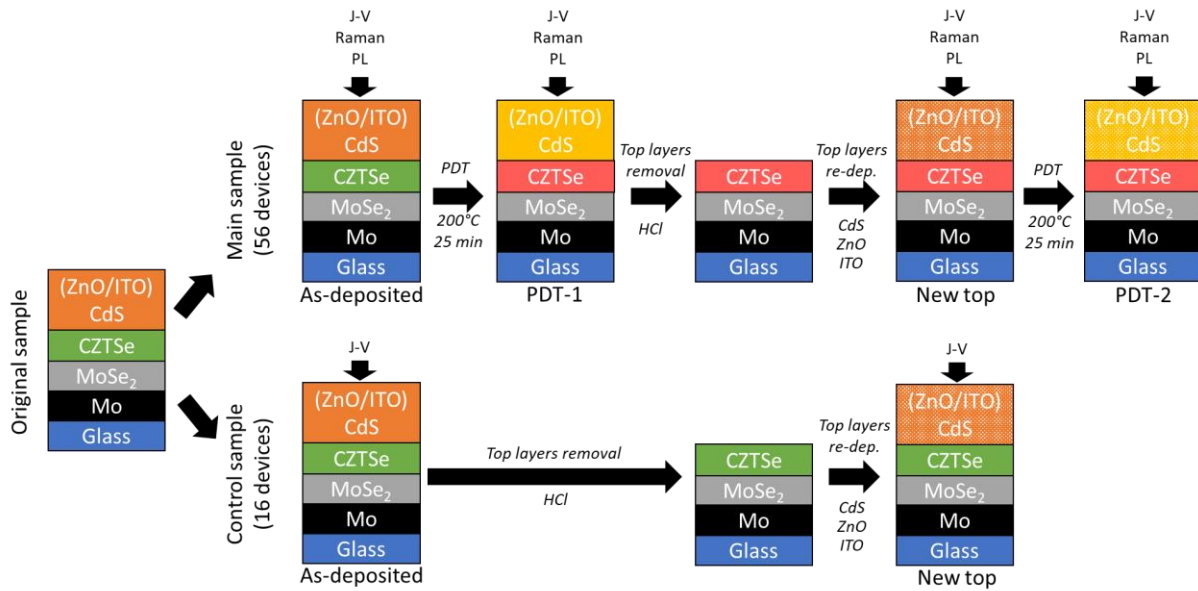 Original sample
(ZnO/ITO)
CdS
CZTSe
MoSe₂
Mo
Glass
Main sample
(56 devices)
J-V
Raman
PL
(ZnO/ITO)
CdS
CZTSe
MoSe₂
Mo
Glass
As-deposited
PDT
200°C
25 min
J-V
Raman
PL
(ZnO/ITO)
CdS
CZTSe
MoSe₂
Mo
Glass
PDT-1
Top layers
removal
HCl
CZTSe
MoSe₂
Mo
Glass
Top layers
re-dep.
CdS
ZnO
ITO
J-V
Raman
PL
(ZnO/ITO)
CdS
CZTSe
MoSe₂
Mo
Glass
New top
PDT
200°C
25 min
J-V
Raman
PL
(ZnO/ITO)
CdS
CZTSe
MoSe₂
Mo
Glass
PDT-2
Control sample
(16 devices)
J-V
(ZnO/ITO)
CdS
CZTSe
MoSe₂
Mo
Glass
As-deposited
Top layers removal
HCl
CZTSe
MoSe₂
Mo
Glass
Top layers
re-dep.
CdS
ZnO
ITO
J-V
(ZnO/ITO)
CdS
CZTSe
MoSe₂
Mo
Glass
New top